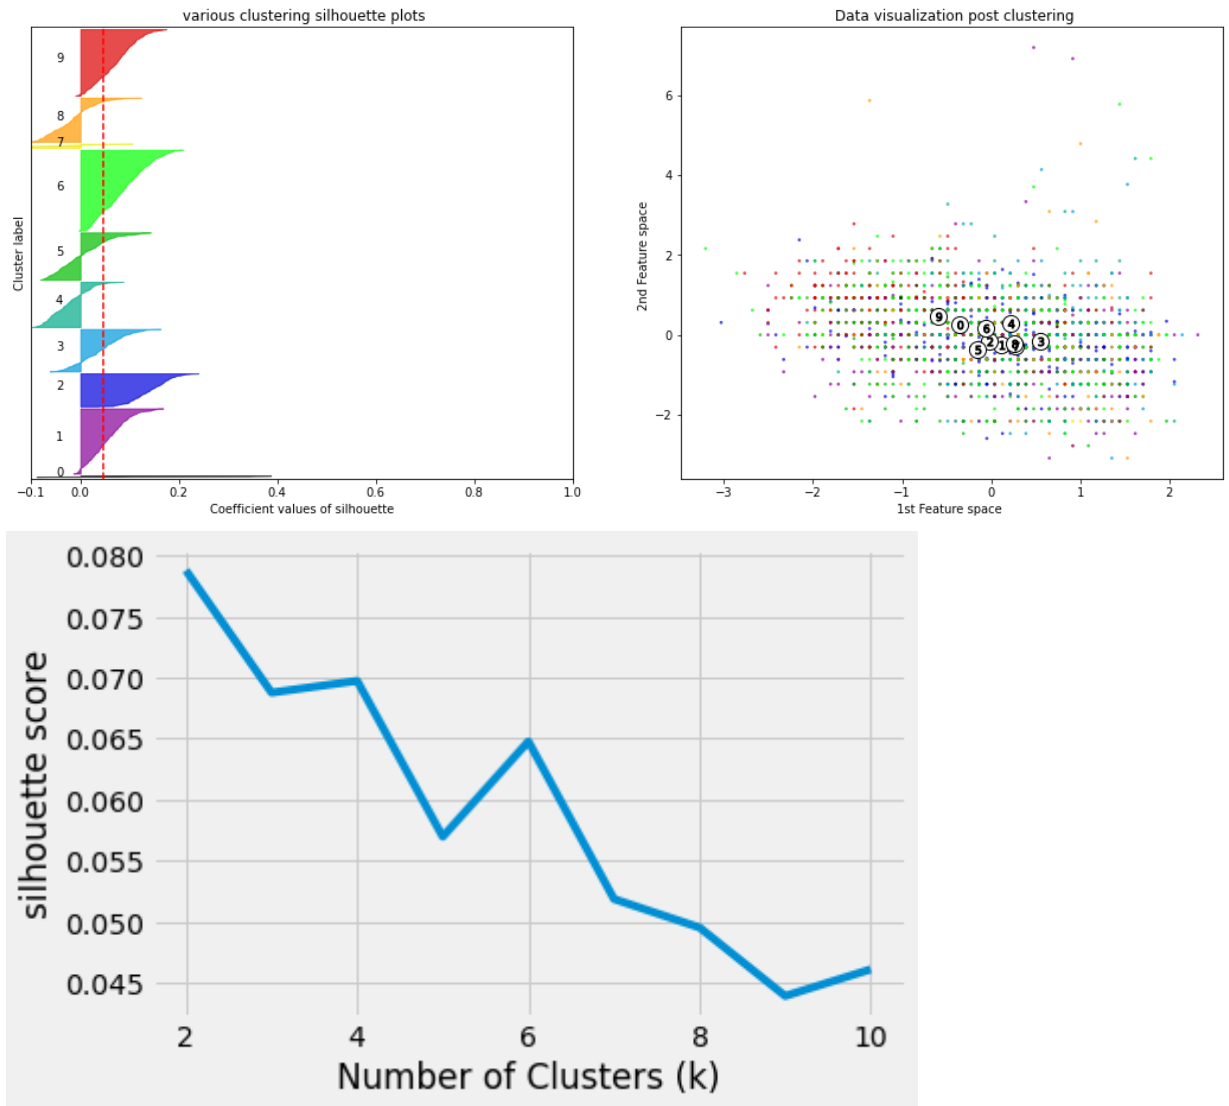 various clustering silhouette plots
Cluster label
9
8
7
6
5
4
3
2
1
0
−0.1 0.0 0.2 0.4 0.6 0.8 1.0
Coefficient values of silhouette
Data visualization post clustering
2nd Feature space
6
4
2
0
−2
9 0 6 4 5 2 1 8 3
−3 −2 −1 0 1 2
1st Feature space
silhouette score
0.080
0.075
0.070
0.065
0.060
0.055
0.050
0.045
2 4 6 8 10
Number of Clusters (k)